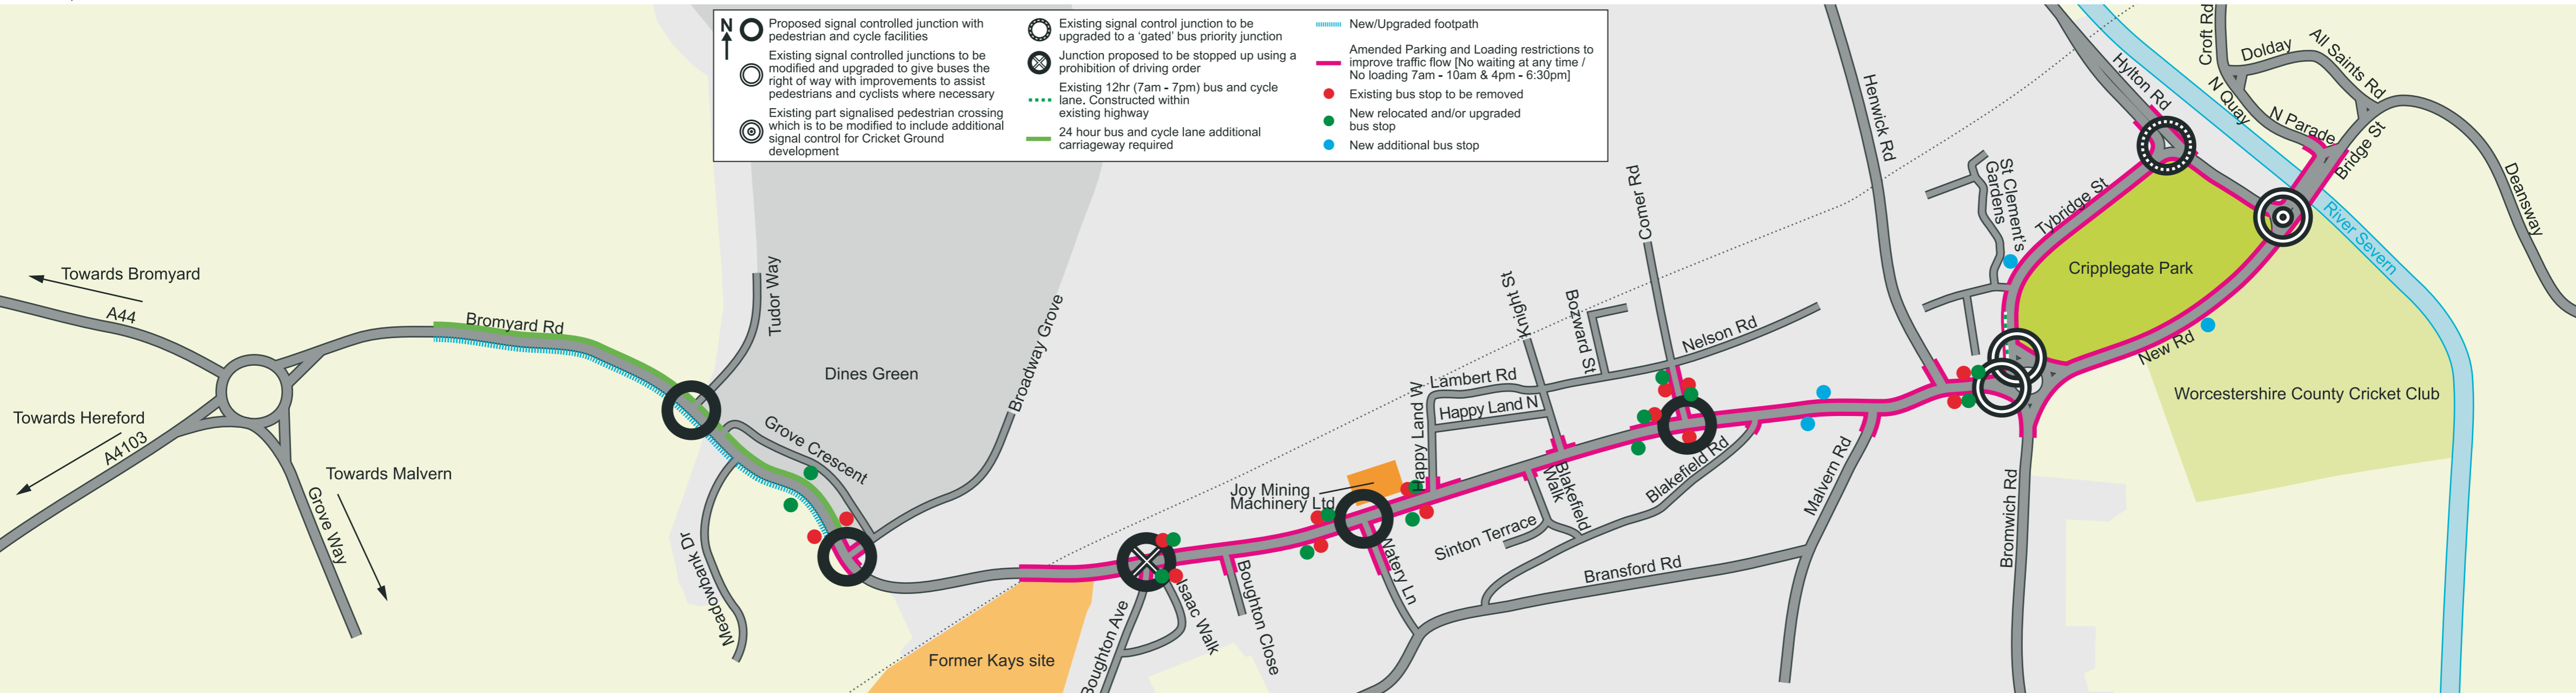 N
Proposed signal controlled junction with
pedestrian and cycle facilities
Existing signal controlled junctions to be
modified and upgraded to give buses the
right of way with improvements to assist
pedestrians and cyclists where necessary
Existing part signalised pedestrian crossing
which is to be modified to include additional
signal control for Cricket Ground
development
Existing signal control junction to be
upgraded to a 'gated' bus priority junction
Junction proposed to be stopped up using a
prohibition of driving order
Existing 12hr (7am - 7pm) bus and cycle
lane. Constructed within
existing highway
24 hour bus and cycle lane additional
carriageway required
New/Upgraded footpath
Amended Parking and Loading restrictions to
improve traffic flow [No waiting at any time /
No loading 7am - 10am & 4pm - 6:30pm]
Existing bus stop to be removed
New relocated and/or upgraded
bus stop
New additional bus stop
Towards Bromyard
A44
Towards Hereford
A4103
Towards Malvern
Grove Way
Bromyard Rd
Tudor Way
Dines Green
Broadway Grove
Grove Crescent
Meadowbank Dr
Former Kays site
Boughton Ave
Isaac Walk
Boughton Close
Joy Mining
Machinery Ltd
Watery Ln
Happy Land W
Lambert Rd
Happy Land N
Knight St
Bozward St
Comer Rd
Nelson Rd
Sinton Terrace
Blakefield
Walk
Blakefield Rd
Bransford Rd
Malvern Rd
Henwick Rd
St Clement's
Gardens
Tybridge St
Hylton Rd
Cripplegate Park
New Rd
Bromwich Rd
Worcestershire County Cricket Club
River Severn
Croft Rd
Dolday
All Saints Rd
N Quay
N Parade
Bridge St
Deansway